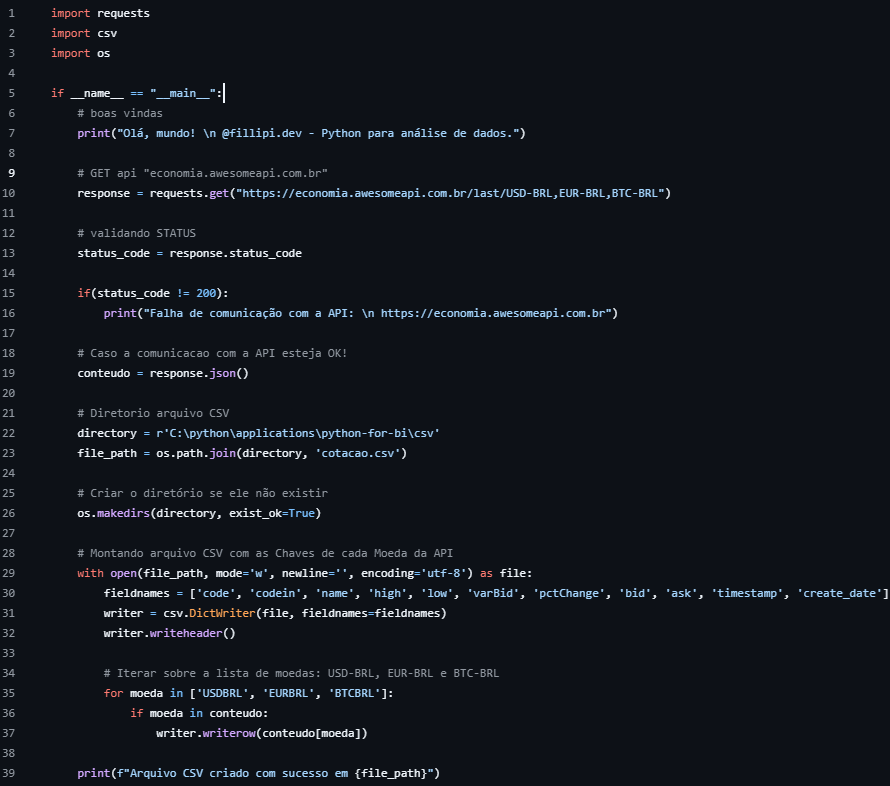 1 import requests
2 import csv
3 import os
4
5 if __name__ == "__main__":
6     # boas vindas
7     print("Olá, mundo! \n @fillipi.dev - Python para análise de dados.")
8
9     # GET api "economia.awesomeapi.com.br"
10     response = requests.get("https://economia.awesomeapi.com.br/last/USD-BRL,EUR-BRL,BTC-BRL")
11
12     # validando STATUS
13     status_code = response.status_code
14
15     if(status_code != 200):
16         print("Falha de comunicação com a API: \n https://economia.awesomeapi.com.br")
17
18     # Caso a comunicacao com a API esteja OK!
19     conteudo = response.json()
20
21     # Diretorio arquivo CSV
22     directory = r'C:\python\applications\python-for-bi\csv'
23     file_path = os.path.join(directory, 'cotacao.csv')
24
25     # Criar o diretório se ele não existir
26     os.makedirs(directory, exist_ok=True)
27
28     # Montando arquivo CSV com as Chaves de cada Moeda da API
29     with open(file_path, mode='w', newline='', encoding='utf-8') as file:
30         fieldnames = ['code', 'codein', 'name', 'high', 'low', 'varBid', 'pctChange', 'bid', 'ask', 'timestamp', 'create_date']
31         writer = csv.DictWriter(file, fieldnames=fieldnames)
32         writer.writeheader()
33
34         # Iterar sobre a lista de moedas: USD-BRL, EUR-BRL e BTC-BRL
35         for moeda in ['USDBRL', 'EURBRL', 'BTCBRL']:
36             if moeda in conteudo:
37                 writer.writerow(conteudo[moeda])
38
39     print(f"Arquivo CSV criado com sucesso em {file_path}")